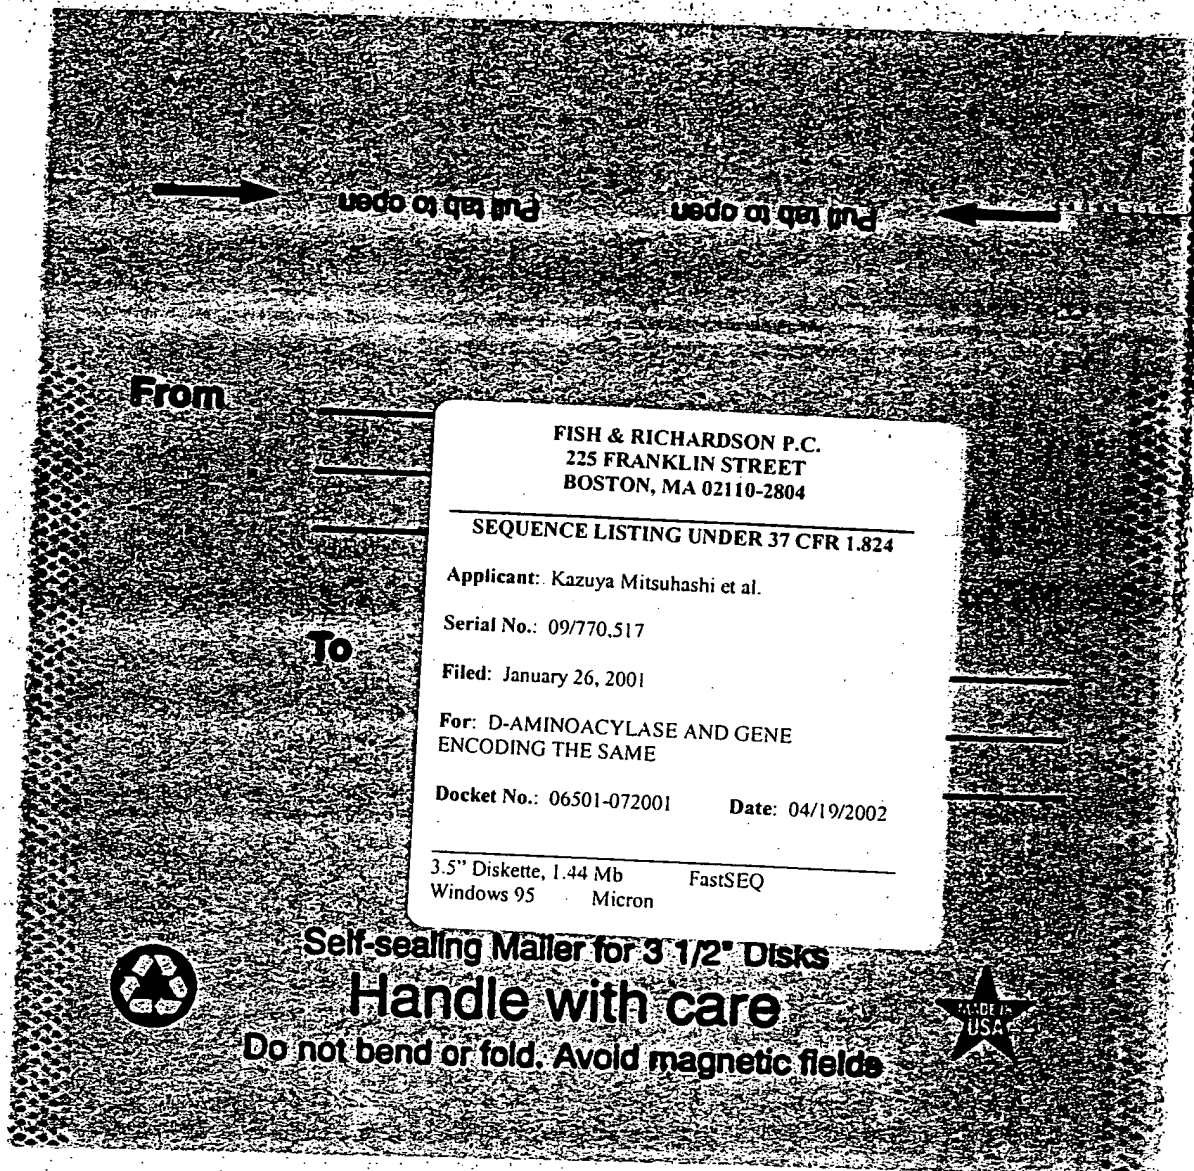 Pull tab to open Pull tab to open
From
FISH & RICHARDSON P.C.
225 FRANKLIN STREET
BOSTON, MA 02110-2804
SEQUENCE LISTING UNDER 37 CFR 1.824
Applicant: Kazuya Mitsuhashi et al.
Serial No.: 09/770,517
To
Filed: January 26, 2001
For: D-AMINOACYLASE AND GENE
ENCODING THE SAME
Docket No.: 06501-072001 Date: 04/19/2002
3.5" Diskette, 1.44 Mb FastSEQ
Windows 95 Micron
Self-sealing Mailer for 3 1/2" Disks
Handle with care
MADE IN
USA
Do not bend or fold. Avoid magnetic fields